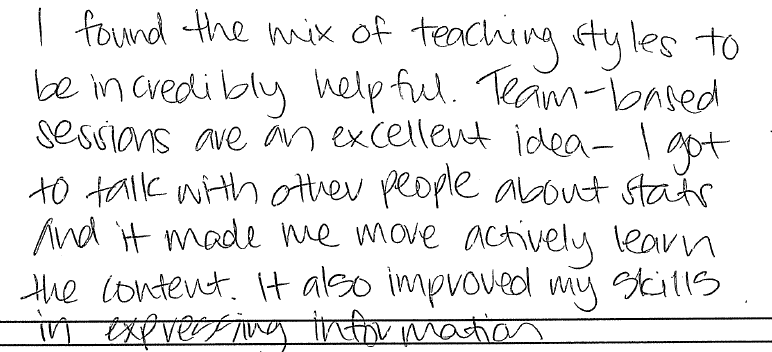 I found the mix of teaching styles to
be incredibly helpful. Team-based
sessions are an excellent idea- I got
to talk with other people about stats
And it made me more actively learn
the content. It also improved my skills
in expressing information